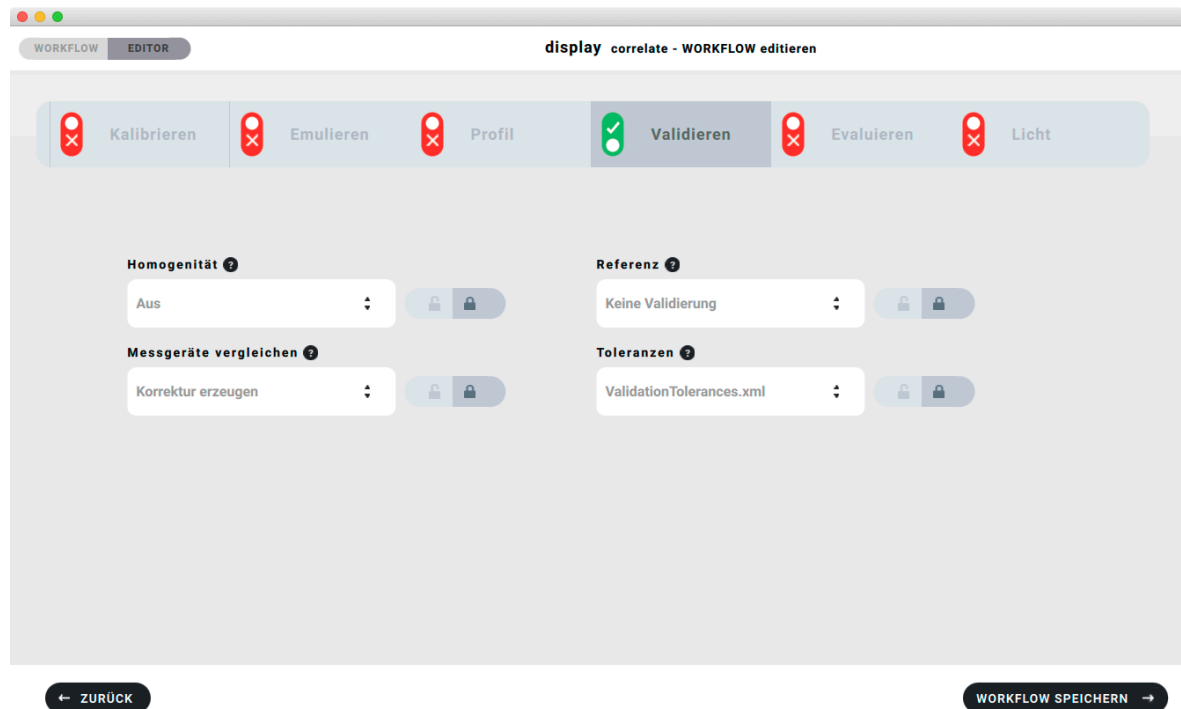 WORKFLOW EDITOR
display correlate - WORKFLOW editieren
Kalibrieren Emulieren Profil Validieren Evaluieren Licht
Homogenität ? Referenz ?
Aus Keine Validierung
Messgeräte vergleichen ? Toleranzen ?
Korrektur erzeugen ValidationTolerances.xml
← ZURÜCK WORKFLOW SPEICHERN →